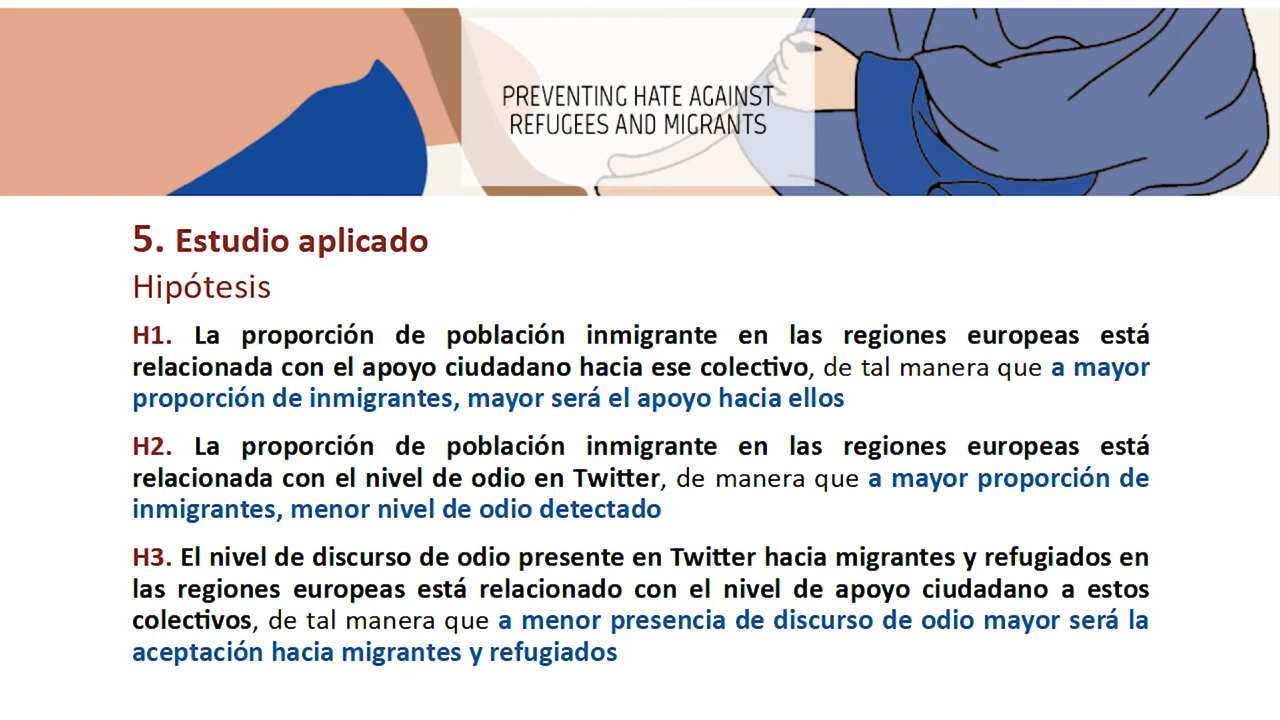 PREVENTING HATE AGAINST
REFUGEES AND MIGRANTS
5. Estudio aplicado
Hipótesis
H1. La proporción de población inmigrante en las regiones europeas está
relacionada con el apoyo ciudadano hacia ese colectivo, de tal manera que a mayor
proporción de inmigrantes, mayor será el apoyo hacia ellos
H2. La proporción de población inmigrante en las regiones europeas está
relacionada con el nivel de odio en Twitter, de manera que a mayor proporción de
inmigrantes, menor nivel de odio detectado
H3. El nivel de discurso de odio presente en Twitter hacia migrantes y refugiados en
las regiones europeas está relacionado con el nivel de apoyo ciudadano a estos
colectivos, de tal manera que a menor presencia de discurso de odio mayor será la
aceptación hacia migrantes y refugiados